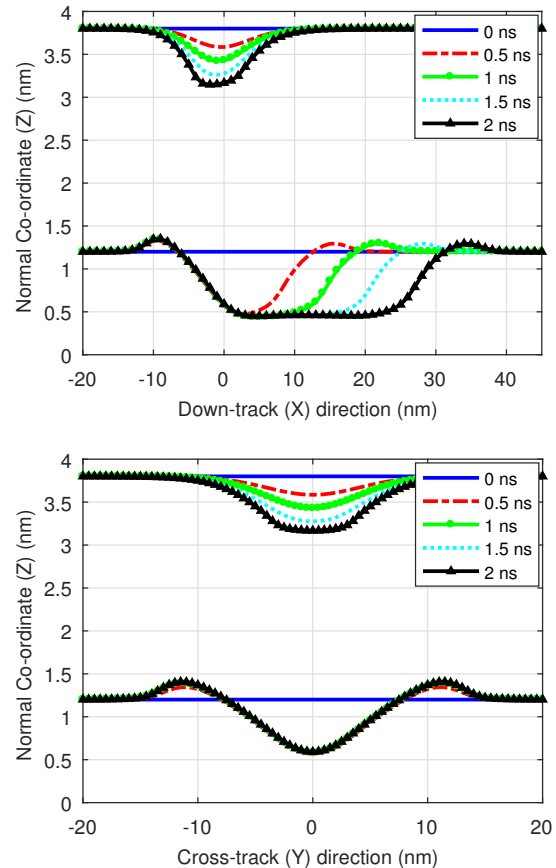 4
3.5
3
2.5
2
1.5
1
0.5
0
Normal Co-ordinate (Z) (nm)
0 ns
0.5 ns
1 ns
1.5 ns
2 ns
-20 -10 0 10 20 30 40
Down-track (X) direction (nm)
4
3.5
3
2.5
2
1.5
1
0.5
0
Normal Co-ordinate (Z) (nm)
0 ns
0.5 ns
1 ns
1.5 ns
2 ns
-20 -10 0 10 20
Cross-track (Y) direction (nm)